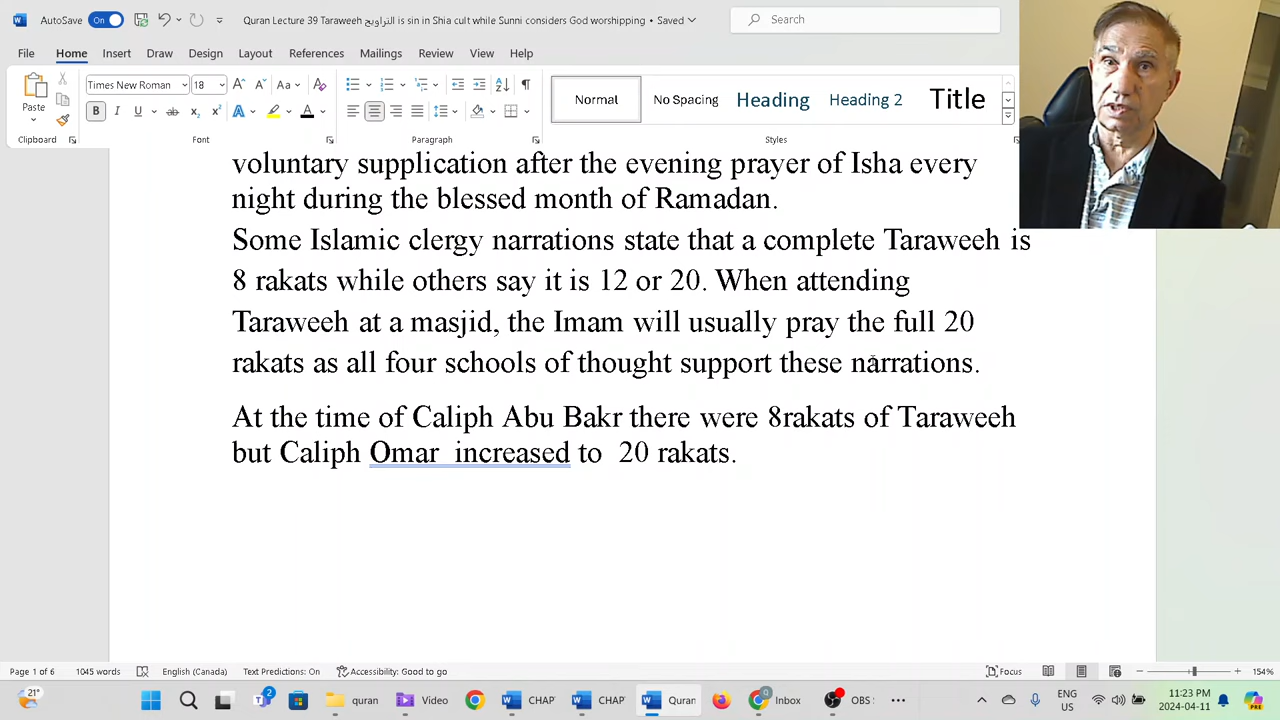 AutoSave On Quran Lecture 39 Taraweeh التراويح is sin in Shia cult while Sunni considers God worshipping • Saved Search
File Home Insert Draw Design Layout References Mailings Review View Help
Times New Roman 18 Aa
Paste B I U ab x₂ x² A A Normal No Spacing Heading Heading 2 Title
Clipboard Font Paragraph Styles
voluntary supplication after the evening prayer of Isha every
night during the blessed month of Ramadan.
Some Islamic clergy narrations state that a complete Taraweeh is
8 rakats while others say it is 12 or 20. When attending
Taraweeh at a masjid, the Imam will usually pray the full 20
rakats as all four schools of thought support these narrations.
At the time of Caliph Abu Bakr there were 8rakats of Taraweeh
but Caliph Omar increased to 20 rakats.
Page 1 of 6 1045 words English (Canada) Text Predictions: On Accessibility: Good to go Focus 154%
21° 2 quran Video CHAP CHAP Quran Inbox OBS ENG 11:23 PM
US 2024-04-11